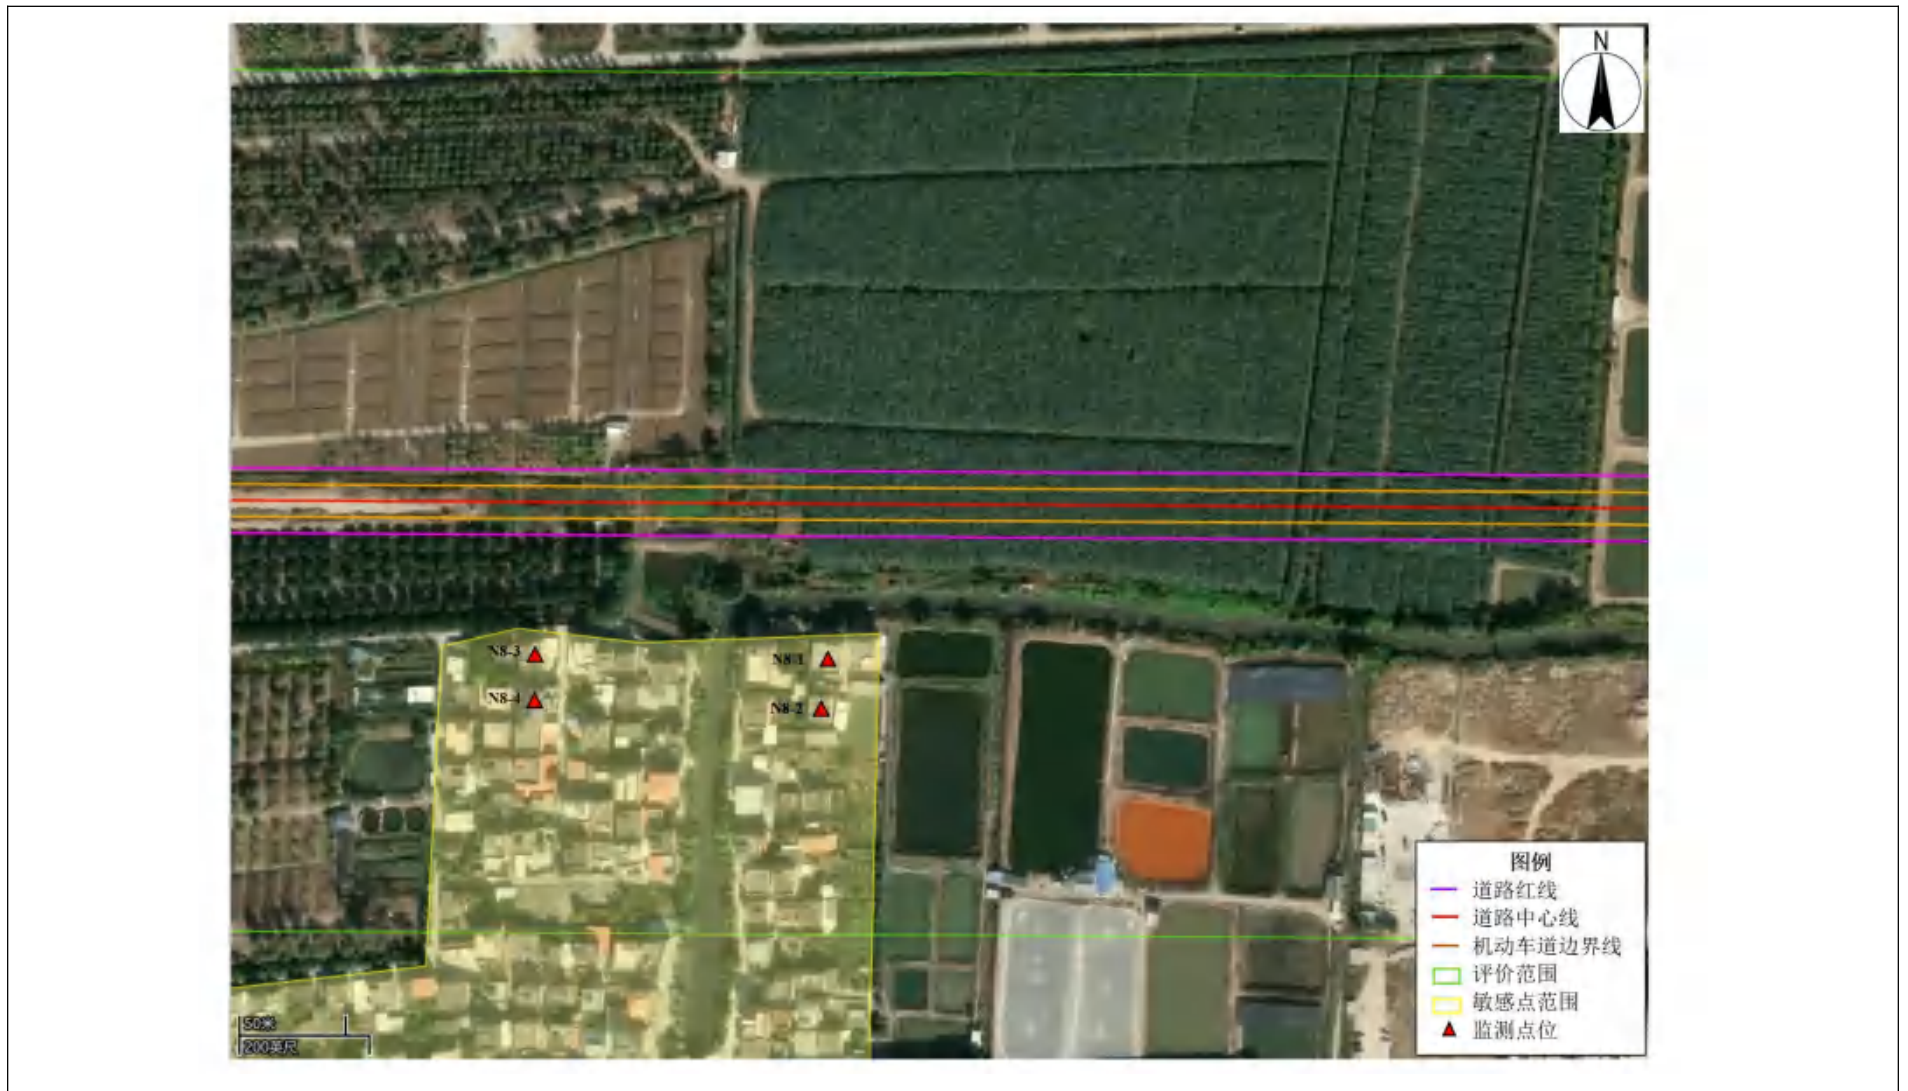 N
N8-3
N8-1
N8-4
N8-2
图例
道路红线
道路中心线
机动车道边界线
评价范围
敏感点范围
监测点位
50米
200英尺